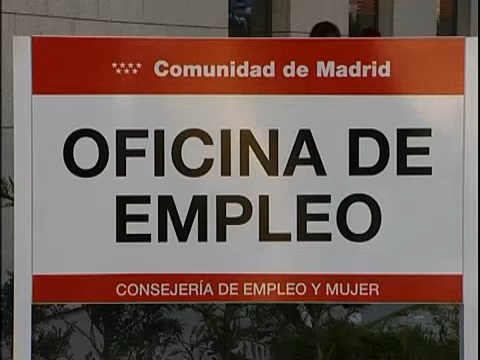 Comunidad de Madrid
OFICINA DE
EMPLEO
CONSEJERÍA DE EMPLEO Y MUJER